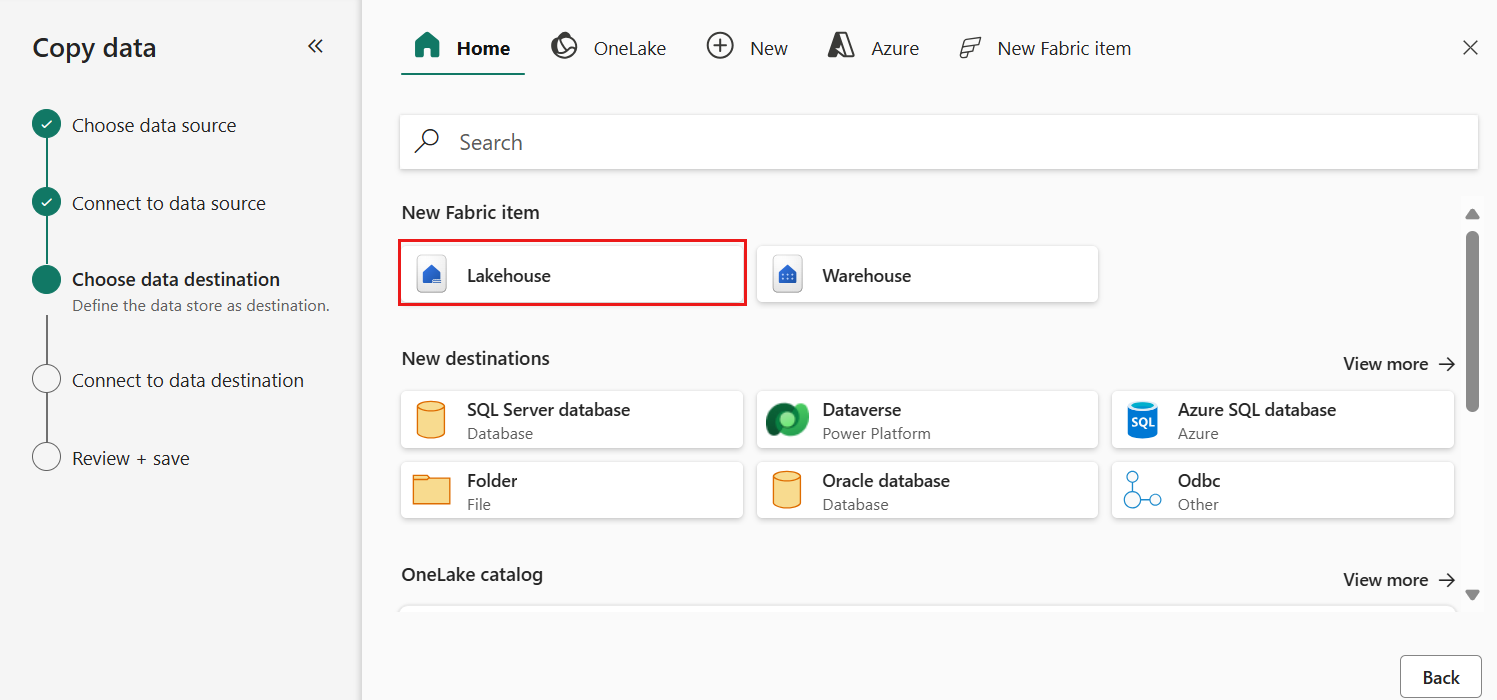 Copy data
Choose data source
Connect to data source
Choose data destination
Define the data store as destination.
Connect to data destination
Review + save
Home
OneLake
New
Azure
New Fabric item
Search
New Fabric item
Lakehouse
Warehouse
New destinations
View more
SQL Server database
Database
Dataverse
Power Platform
SQL
Azure SQL database
Azure
Folder
File
Oracle database
Database
Odbc
Other
OneLake catalog
View more
Back